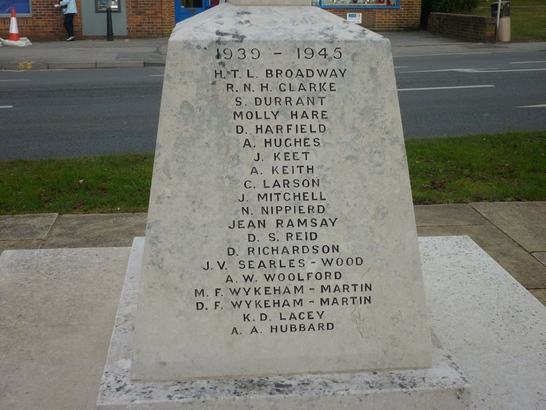 1939 - 1945
H. T. L. BROADWAY
R. N. H. CLARKE
S. DURRANT
MOLLY HARE
D. HARFIELD
A. HUGHES
J. KEET
A. KEITH
C. LARSON
J. MITCHELL
N. NIPPIERD
JEAN RAMSAY
D. S. REID
D. RICHARDSON
J. V. SEARLES - WOOD
A. W. WOOLFORD
M. F. WYKEHAM - MARTIN
D. F. WYKEHAM - MARTIN
K. D. LACEY
A. A. HUBBARD